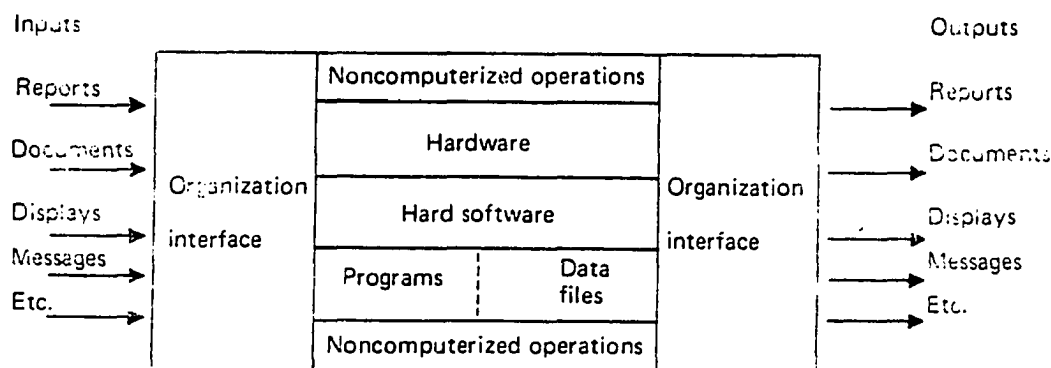 Inputs
Reports
Documents
Displays
Messages
Etc.
Organization
interface
Noncomputerized operations
Hardware
Hard software
Programs
Data
files
Noncomputerized operations
Organization
interface
Outputs
Reports
Documents
Displays
Messages
Etc.